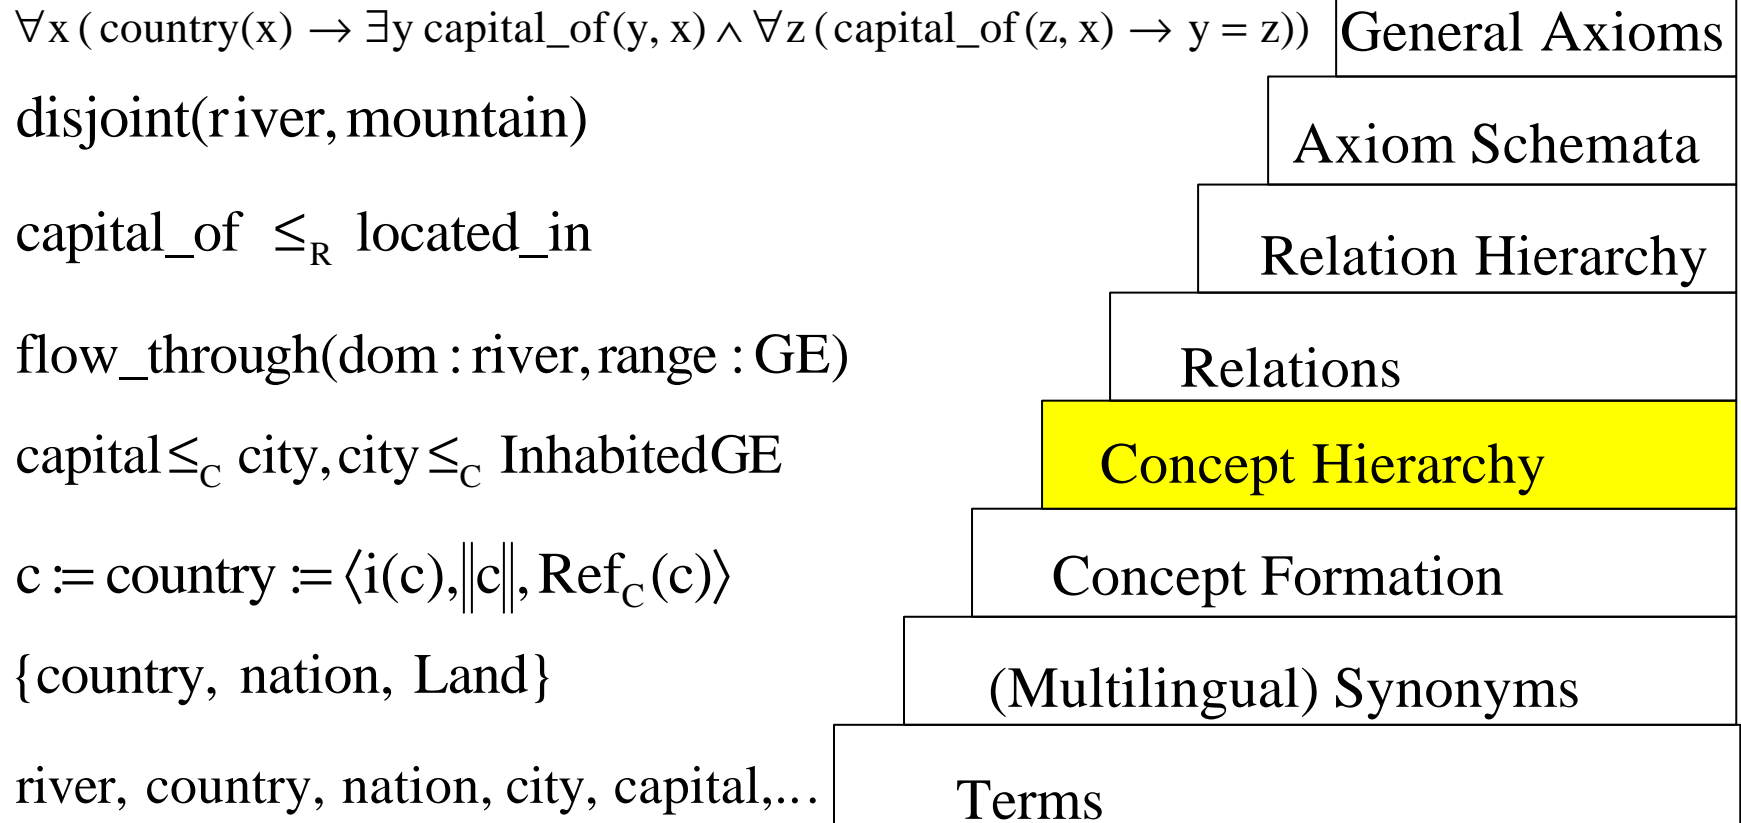 ∀x ( country(x) → ∃y capital_of (y, x) ∧ ∀z ( capital_of (z, x) → y = z)) General Axioms
disjoint(river, mountain) Axiom Schemata
capital_of ≤R located_in Relation Hierarchy
flow_through(dom : river, range : GE) Relations
capital ≤C city, city ≤C InhabitedGE Concept Hierarchy
c := country := ⟨i(c), ‖c‖, RefC(c)⟩ Concept Formation
{country, nation, Land} (Multilingual) Synonyms
river, country, nation, city, capital,... Terms